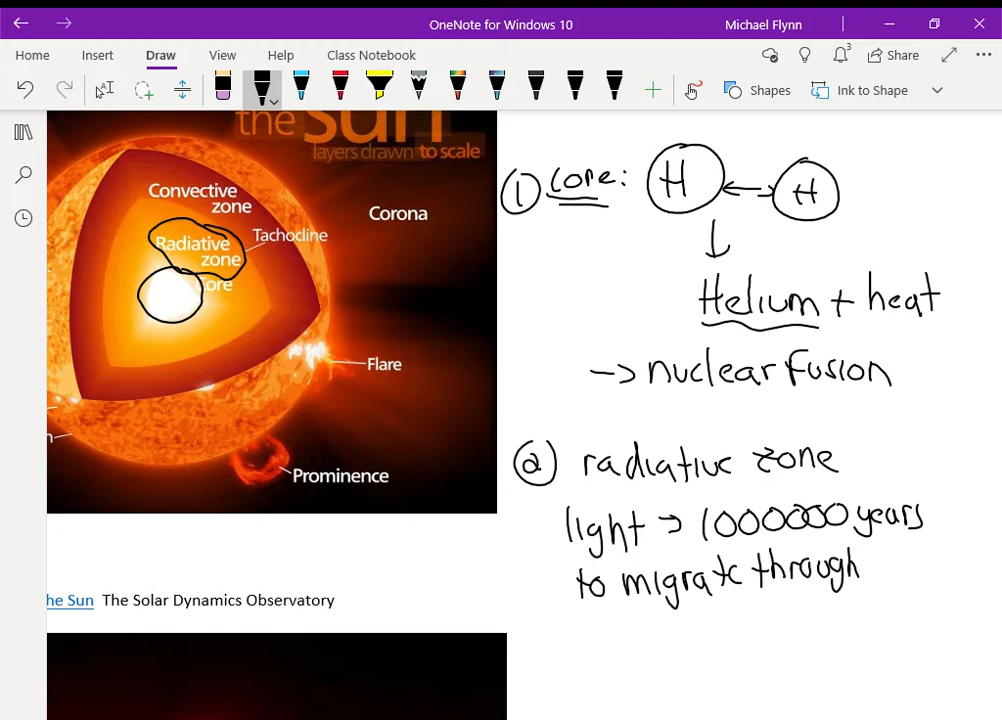 OneNote for Windows 10
Michael Flynn
Home Insert Draw View Help Class Notebook
3 Share
Shapes Ink to Shape
the sun
layers drawn to scale
Convective
zone
Corona
Radiative
zone
Tachocline
Core
Flare
Prominence
n
① core: H ↔ H
↓
Helium + heat
→ nuclear fusion
② radiative zone
light → 1000000 years
to migrate through
he Sun The Solar Dynamics Observatory